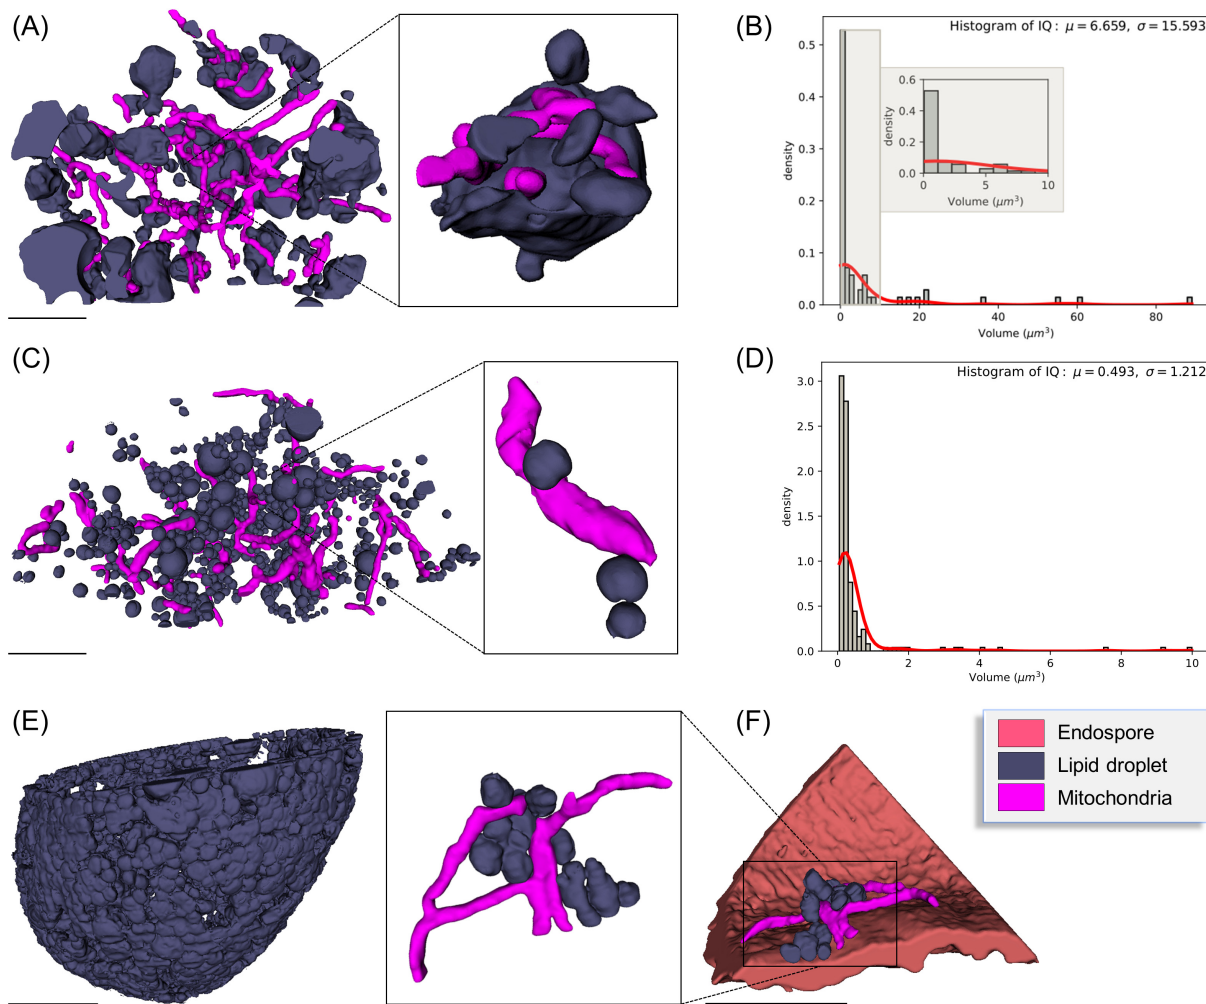 (A)
(B)
Histogram of IQ : μ = 6.659, σ = 15.593
0.5
0.4
0.3
0.2
0.1
0.0
density
0.6
0.4
0.2
0.0
density
0
5
10
Volume (μm³)
0
20
40
60
80
Volume (μm³)
(C)
(D)
Histogram of IQ : μ = 0.493, σ = 1.212
3.0
2.5
2.0
1.5
1.0
0.5
0.0
density
0
2
4
6
8
10
Volume (μm³)
(E)
(F)
Endospore
Lipid droplet
Mitochondria